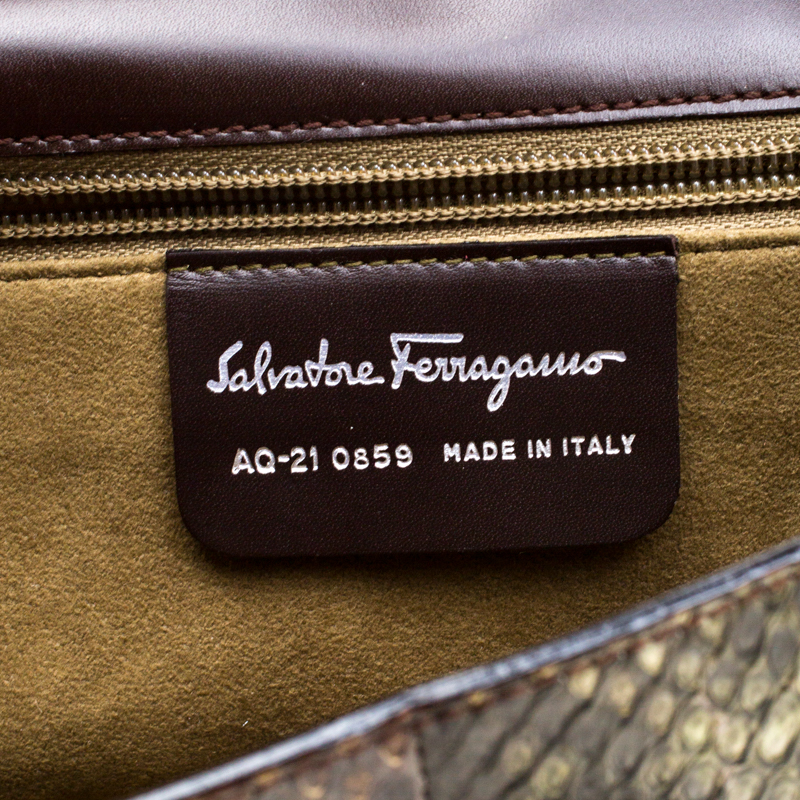 Salvatore Ferragamo
AQ-21 0859 MADE IN ITALY